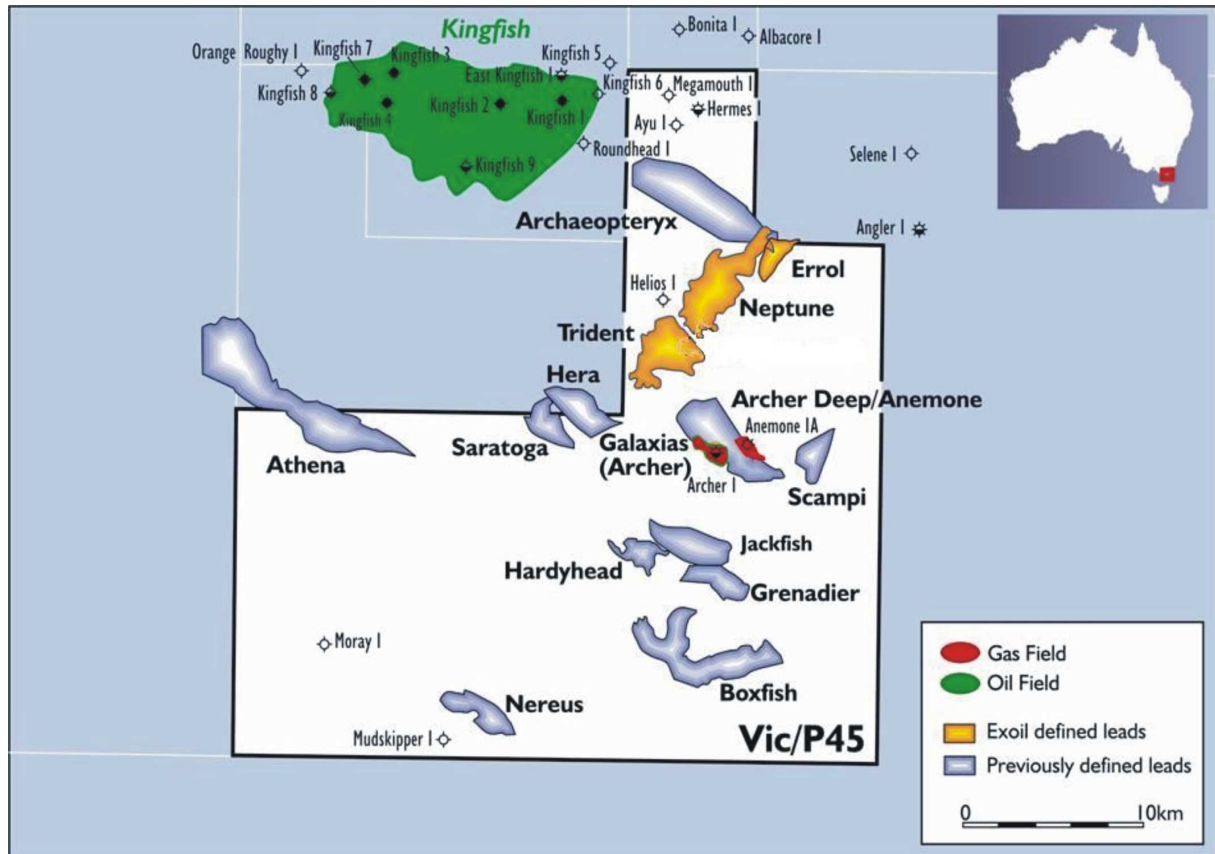 Kingfish
Bonita 1
Albacore 1
Orange Roughy 1
Kingfish 7
Kingfish 3
Kingfish 5
East Kingfish 1
Kingfish 8
Kingfish 4
Kingfish 2
Kingfish 1
Kingfish 6
Megamouth 1
Hermes 1
Ayu 1
Roundhead 1
Kingfish 9
Selene 1
Archaeopteryx
Angler 1
Errol
Helios 1
Neptune
Trident
Hera
Archer Deep/Anemone
Anemone 1A
Athena
Saratoga
Galaxias
(Archer)
Archer 1
Scampi
Jackfish
Hardyhead
Grenadier
Moray 1
Boxfish
Nereus
Mudskipper 1
Vic/P45
Gas Field
Oil Field
Exoil defined leads
Previously defined leads
0 10km